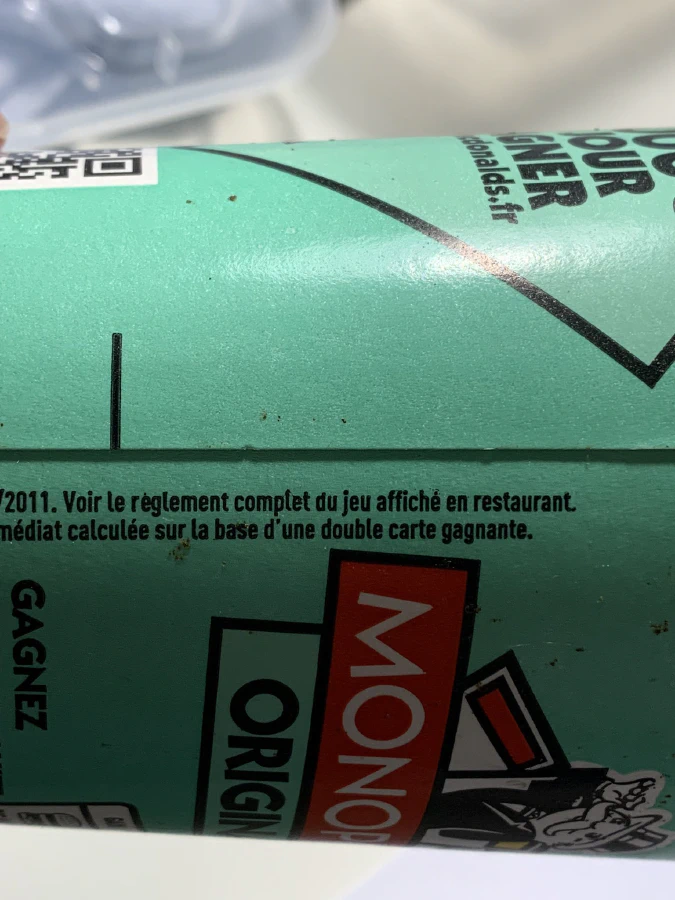 GNER
OUR
donalds.fr
/2011. Voir le règlement complet du jeu affiché en restaurant.
médiat calculée sur la base d'une double carte gagnante.
GAGNEZ
MONOP
ORIGIN